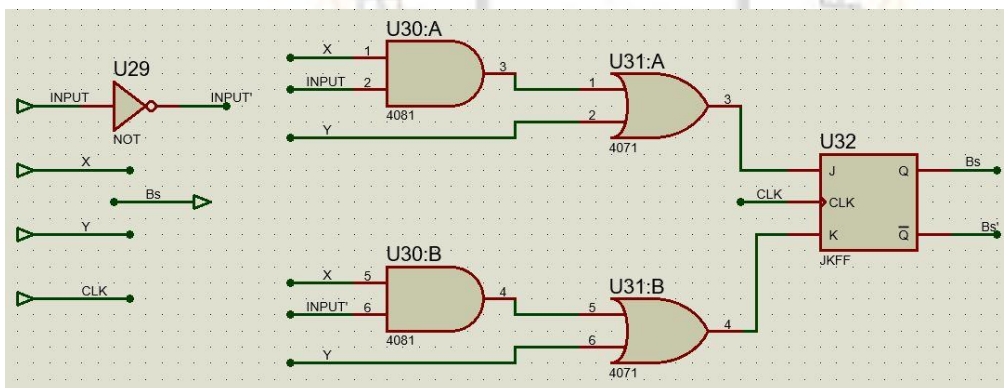 U30:A
X 1
3
INPUT 2
4081
U31:A
1
2
3
Y
4071
U29
INPUT
INPUT'
NOT
X
Bs
Y
CLK
U32
J Q Bs
CLK CLK
K Q Bs'
JKFF
U30:B
X 5
4
INPUT' 6
4081
U31:B
5
6
4
Y
4071